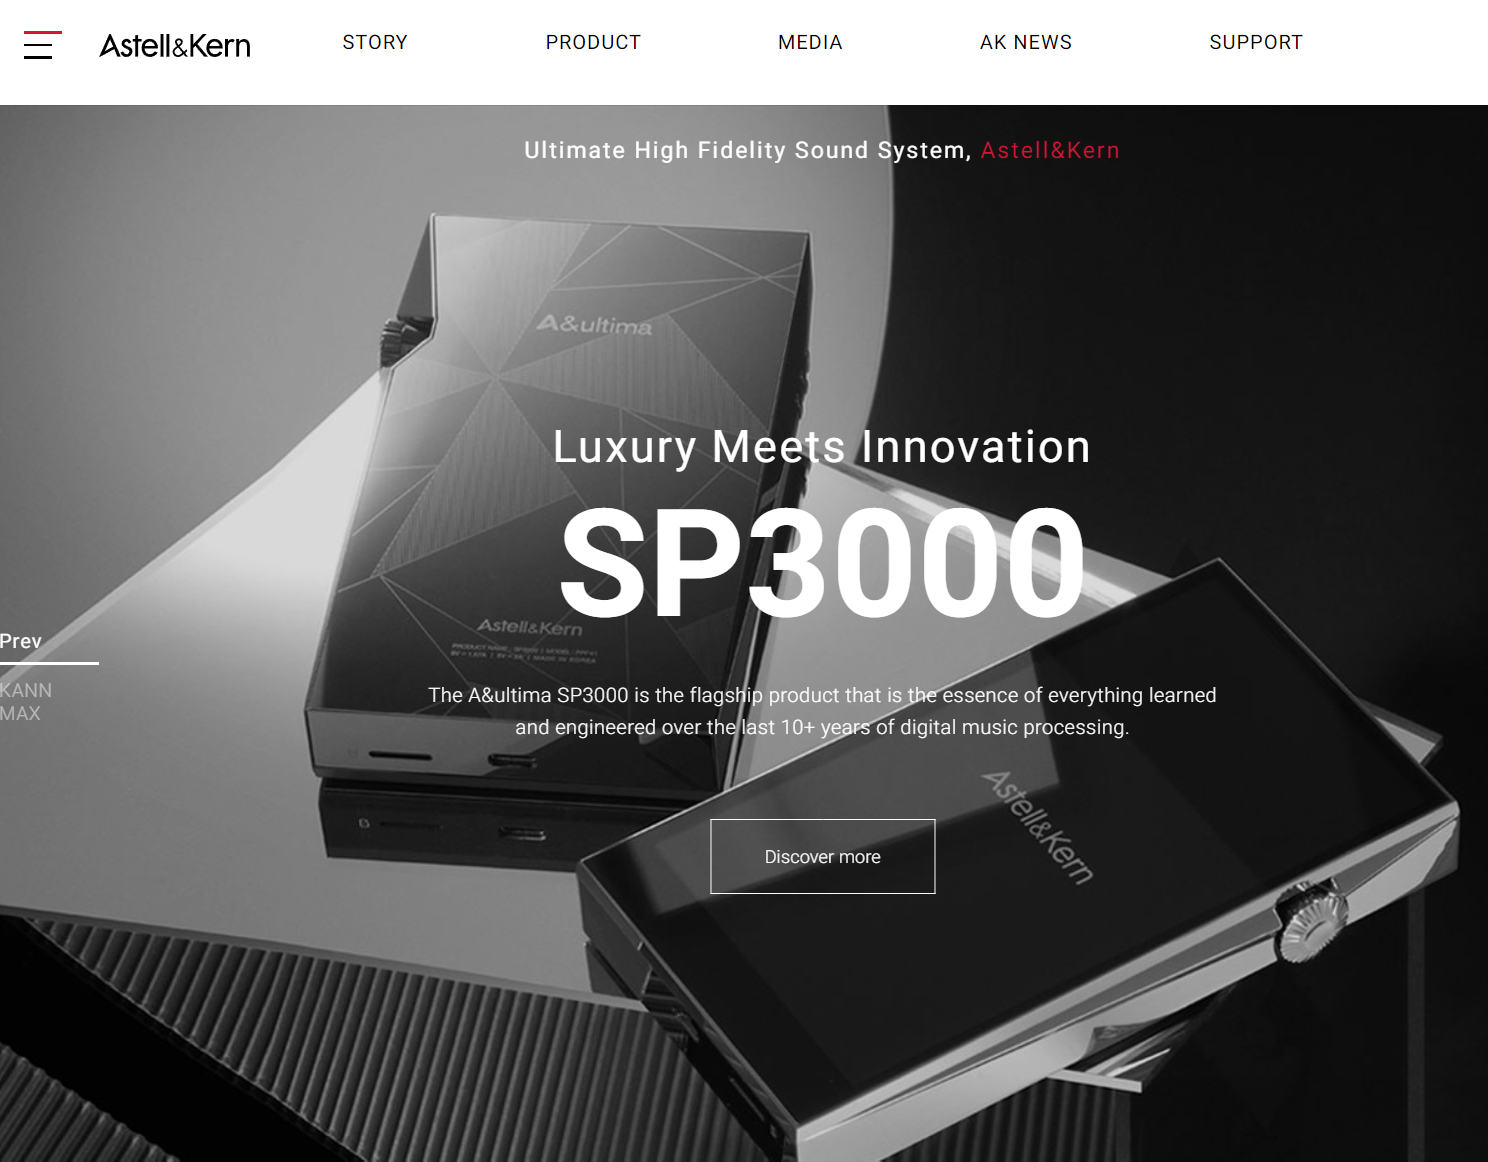 Astell&Kern
STORY
PRODUCT
MEDIA
AK NEWS
SUPPORT
Ultimate High Fidelity Sound System, Astell&Kern
A&ultima
Luxury Meets Innovation
SP3000
Astell&Kern
Prev
KANN
MAX
The A&ultima SP3000 is the flagship product that is the essence of everything learned
and engineered over the last 10+ years of digital music processing.
Astell&Kern
Discover more